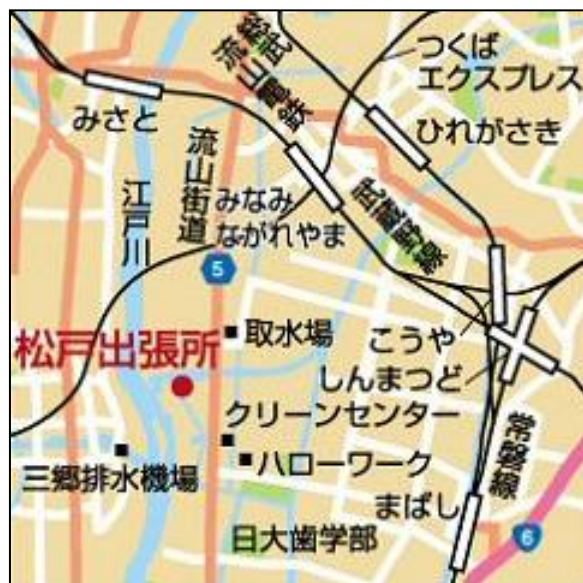 つくば
エクスプレス
総武
流山電鉄
みさと
ひれがさき
流山街道
江戸川
みなみ
ながれやま
武蔵野線
5
松戸出張所
取水場
こうや
しんまつど
クリーンセンター
三郷排水機場
ハローワーク
常磐線
まばし
日大歯学部
6